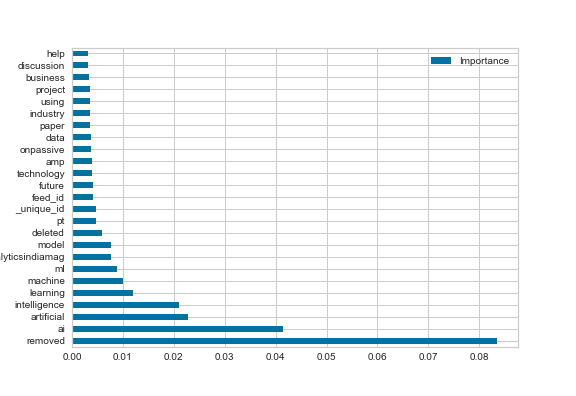 help
discussion
business
project
using
industry
paper
data
onpassive
amp
technology
future
feed_id
_unique_id
pt
deleted
model
lyticsindiamag
ml
machine
learning
intelligence
artificial
ai
removed
Importance
0.00 0.01 0.02 0.03 0.04 0.05 0.06 0.07 0.08